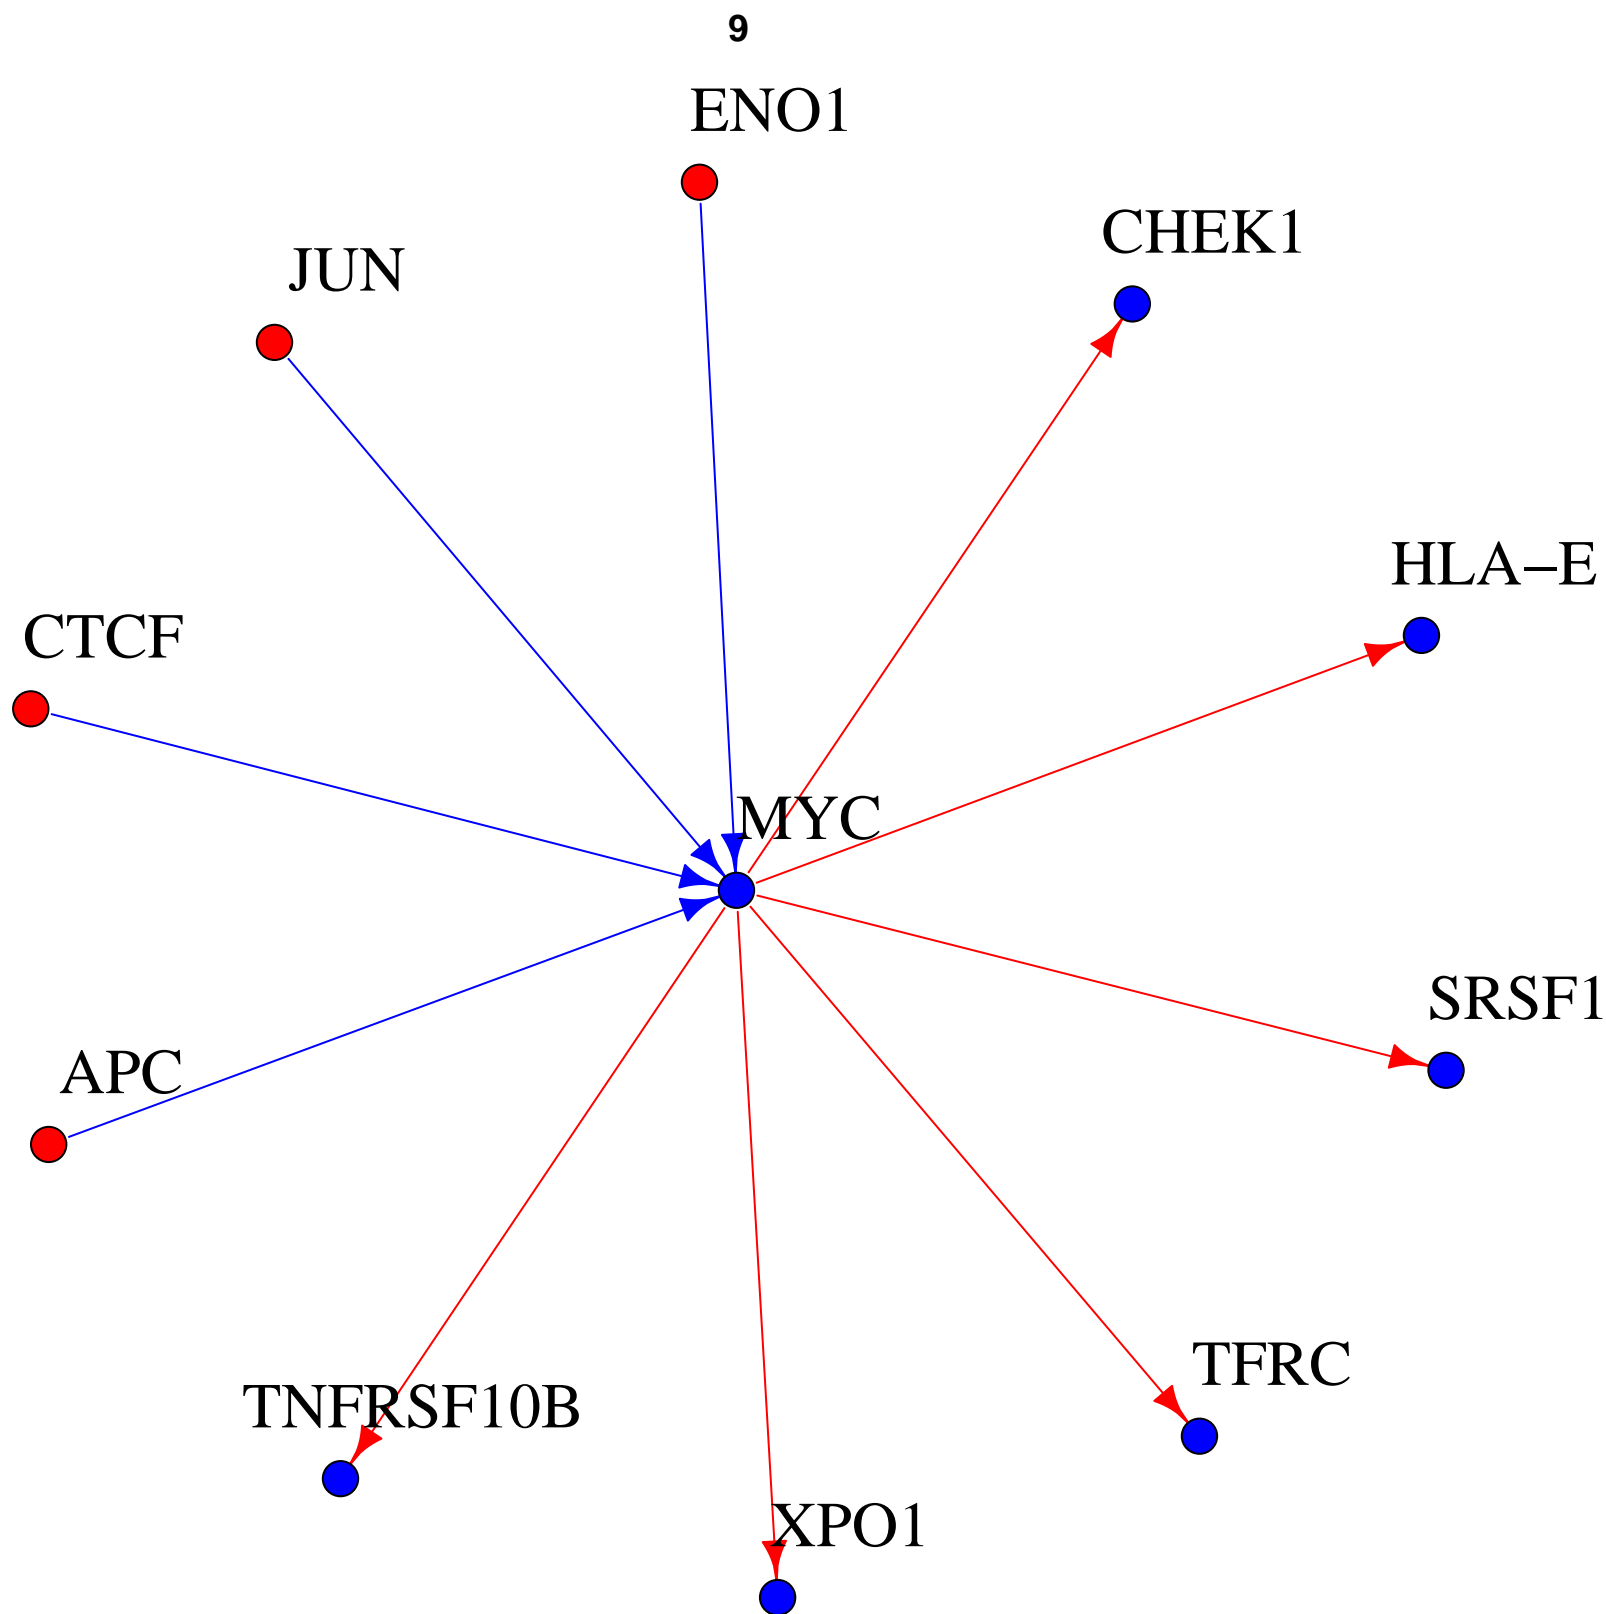 9
ENO1
CHEK1
JUN
HLA−E
CTCF
MYC
SRSF1
APC
TFRC
TNFRSF10B
XPO1